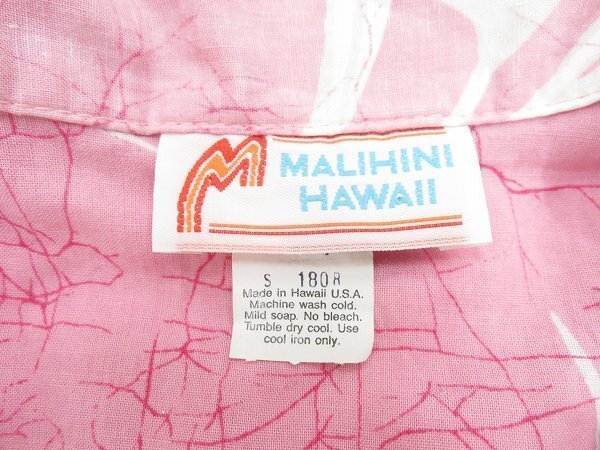 M MALIHINI
HAWAII
S 1808
Made in Hawaii U.S.A.
Machine wash cold.
Mild soap. No bleach.
Tumble dry cool. Use
cool iron only.